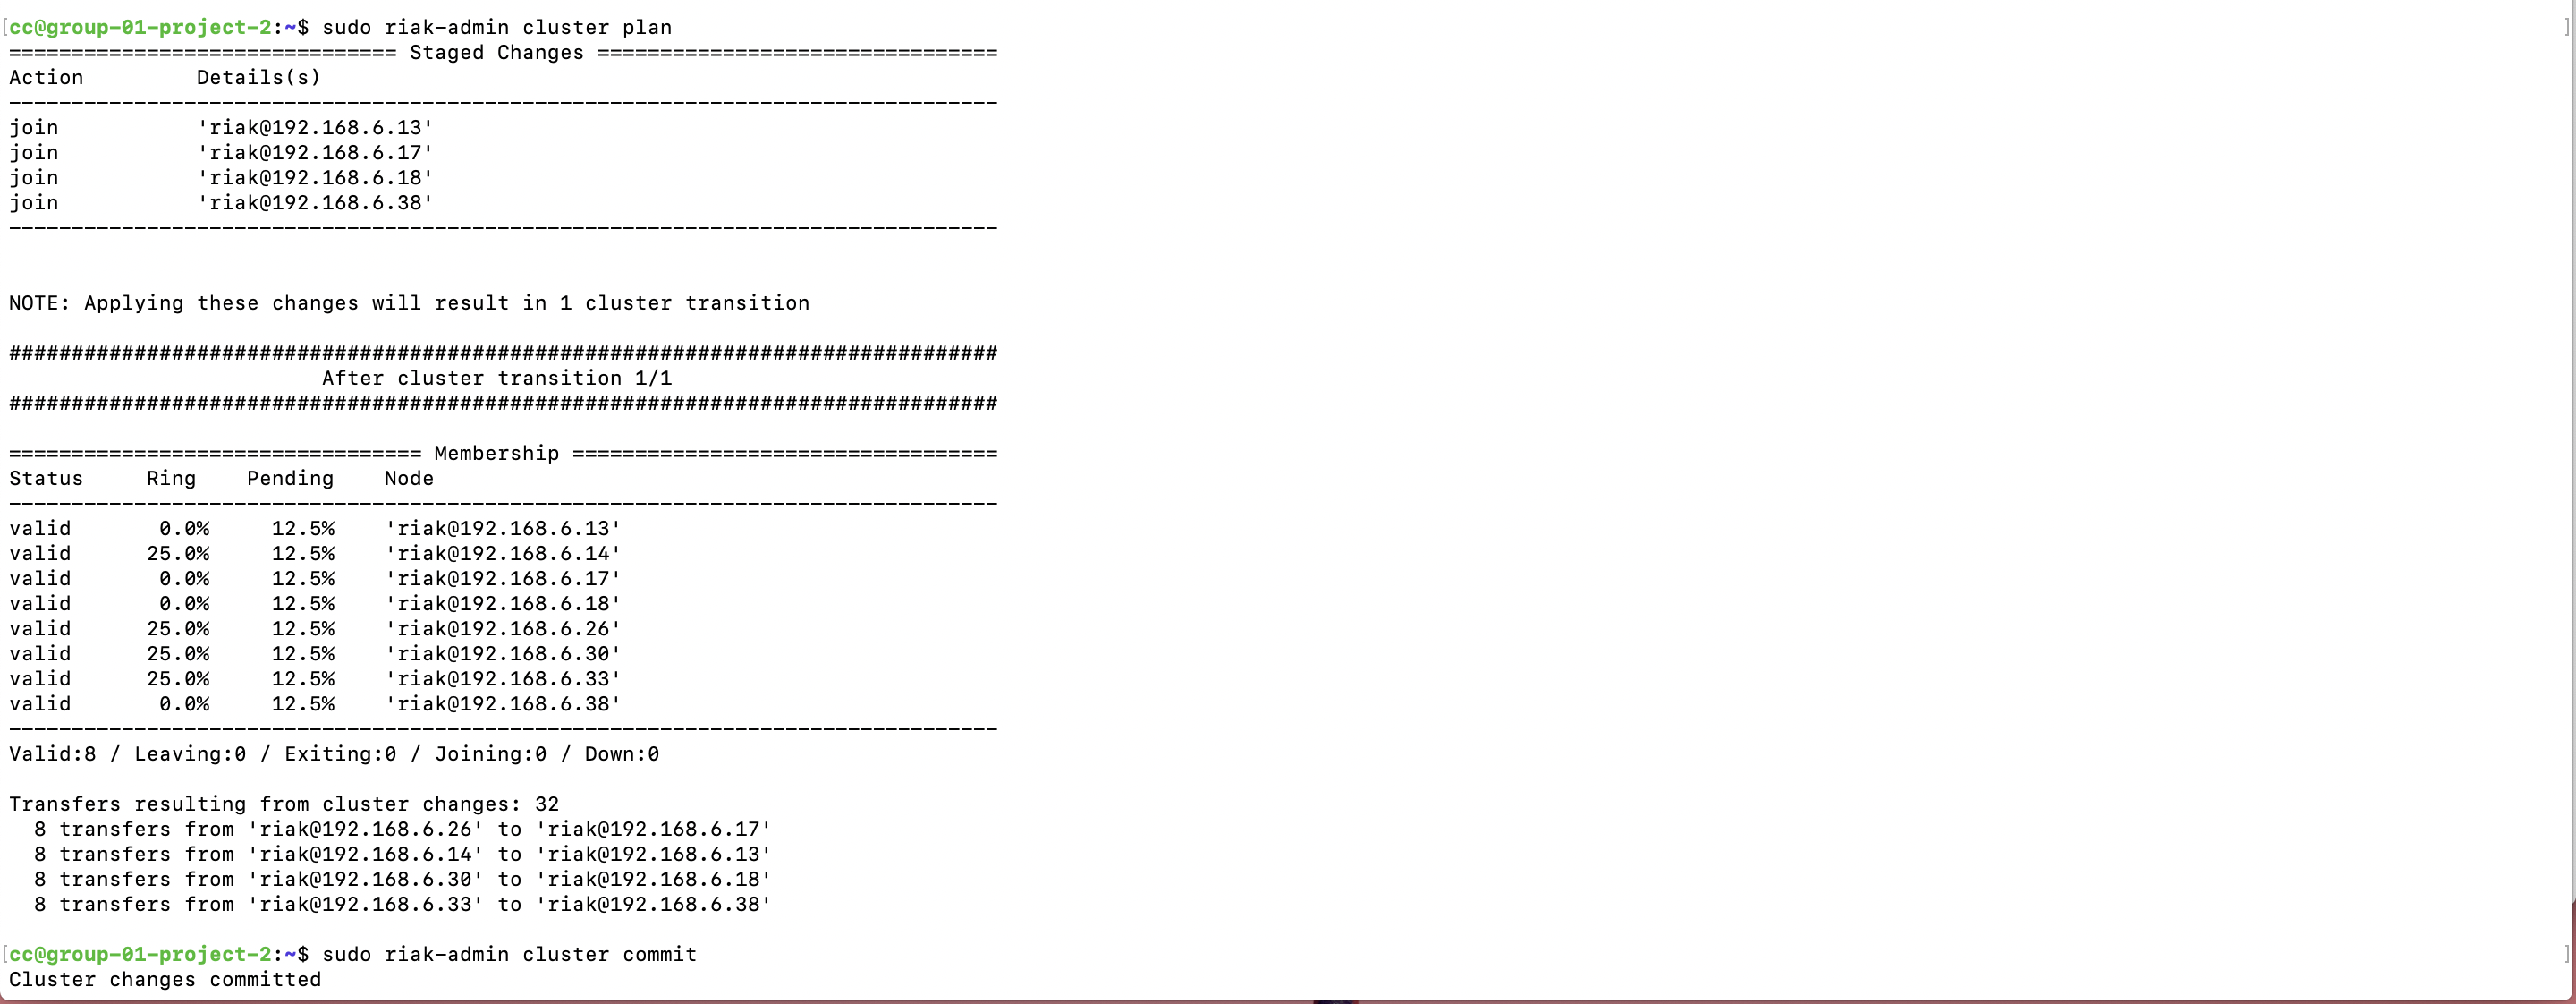 [cc@group-01-project-2:~$ sudo riak-admin cluster plan ]
=============================== Staged Changes ================================
Action         Details(s)
-------------------------------------------------------------------------------
join           'riak@192.168.6.13'
join           'riak@192.168.6.17'
join           'riak@192.168.6.18'
join           'riak@192.168.6.38'
-------------------------------------------------------------------------------
NOTE: Applying these changes will result in 1 cluster transition
###############################################################################
                         After cluster transition 1/1
###############################################################################
================================= Membership ==================================
Status     Ring    Pending    Node
-------------------------------------------------------------------------------
valid       0.0%     12.5%    'riak@192.168.6.13'
valid      25.0%     12.5%    'riak@192.168.6.14'
valid       0.0%     12.5%    'riak@192.168.6.17'
valid       0.0%     12.5%    'riak@192.168.6.18'
valid      25.0%     12.5%    'riak@192.168.6.26'
valid      25.0%     12.5%    'riak@192.168.6.30'
valid      25.0%     12.5%    'riak@192.168.6.33'
valid       0.0%     12.5%    'riak@192.168.6.38'
-------------------------------------------------------------------------------
Valid:8 / Leaving:0 / Exiting:0 / Joining:0 / Down:0
Transfers resulting from cluster changes: 32
  8 transfers from 'riak@192.168.6.26' to 'riak@192.168.6.17'
  8 transfers from 'riak@192.168.6.14' to 'riak@192.168.6.13'
  8 transfers from 'riak@192.168.6.30' to 'riak@192.168.6.18'
  8 transfers from 'riak@192.168.6.33' to 'riak@192.168.6.38'
[cc@group-01-project-2:~$ sudo riak-admin cluster commit ]
Cluster changes committed